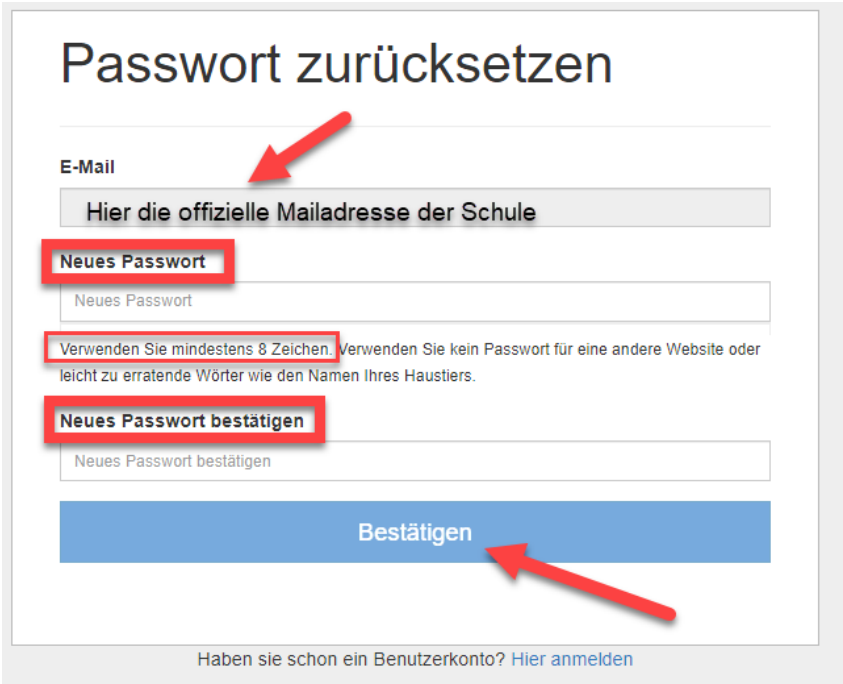 Passwort zurücksetzen
E-Mail
Hier die offizielle Mailadresse der Schule
Neues Passwort
Neues Passwort
Verwenden Sie mindestens 8 Zeichen. Verwenden Sie kein Passwort für eine andere Website oder
leicht zu erratende Wörter wie den Namen Ihres Haustiers.
Neues Passwort bestätigen
Neues Passwort bestätigen
Bestätigen
Haben sie schon ein Benutzerkonto? Hier anmelden